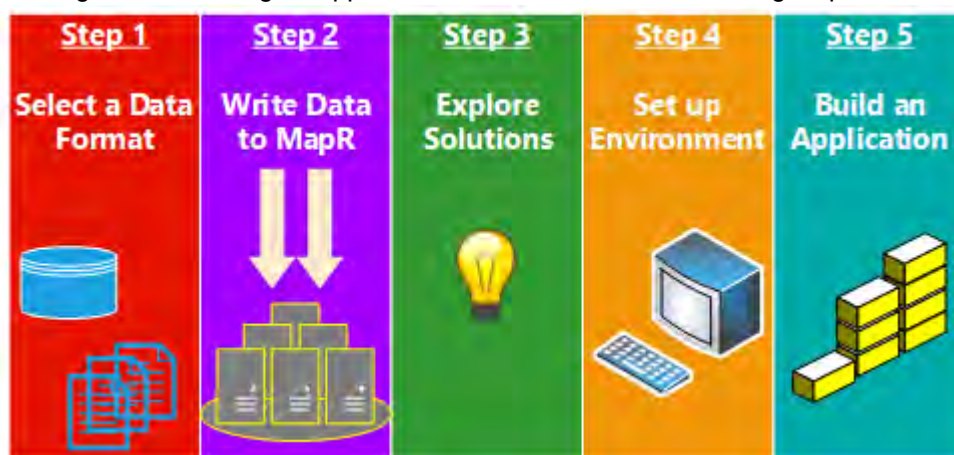 Step 1
Select a Data
Format
Step 2
Write Data
to MapR
Step 3
Explore
Solutions
Step 4
Set up
Environment
Step 5
Build an
Application